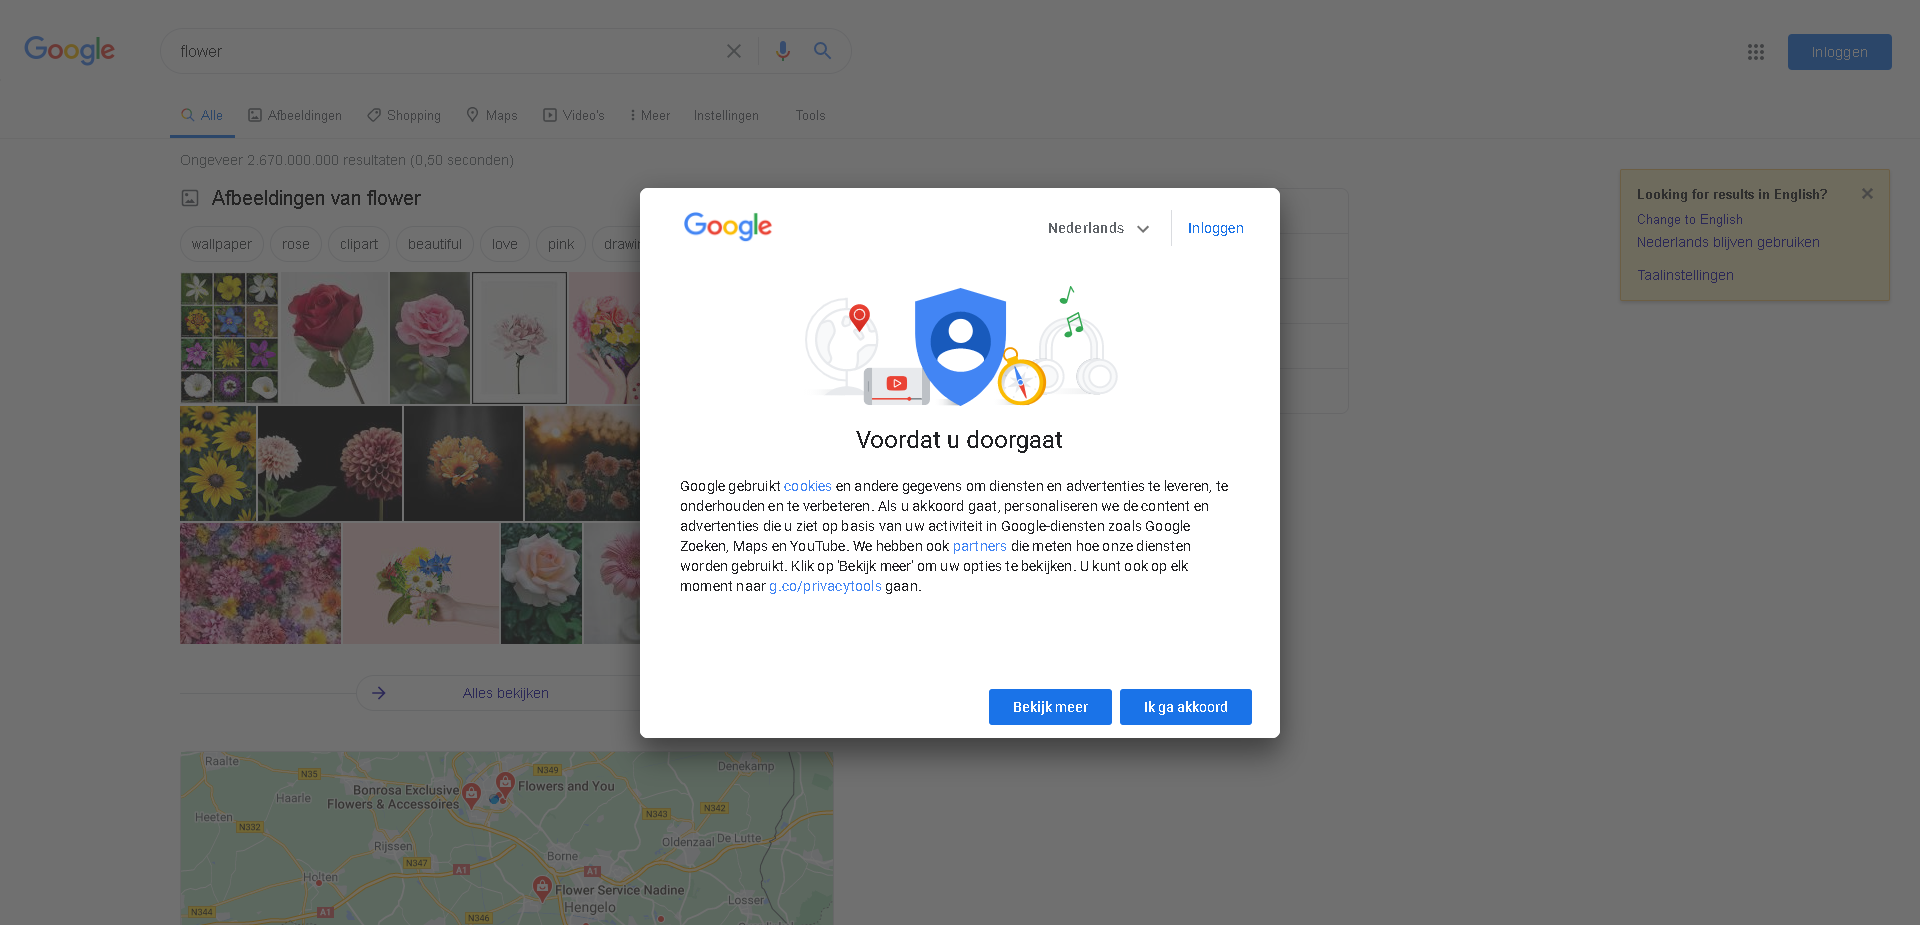 Google
flower
Inloggen
Alle
Afbeeldingen
Shopping
Maps
Video's
Meer
Instellingen
Tools
Ongeveer 2.670.000.000 resultaten (0,50 seconden)
Afbeeldingen van flower
wallpaper
rose
clipart
beautiful
love
pink
Alles bekijken
Looking for results in English?
Change to English
Nederlands blijven gebruiken
Taalinstellingen
Google
Nederlands
Inloggen
Voordat u doorgaat
Google gebruikt cookies en andere gegevens om diensten en advertenties te leveren, te
onderhouden en te verbeteren. Als u akkoord gaat, personaliseren we de content en
advertenties die u ziet op basis van uw activiteit in Google-diensten zoals Google
Zoeken, Maps en YouTube. We hebben ook partners die meten hoe onze diensten
worden gebruikt. Klik op 'Bekijk meer' om uw opties te bekijken. U kunt ook op elk
moment naar g.co/privacytools gaan.
Bekijk meer
Ik ga akkoord
Raalte
N35
N349
Denekamp
Bonrosa Exclusive
Flowers & Accessoires
Flowers and You
Haarle
Heeten
N332
N343
N342
Rijssen
Oldenzaal
De Lutte
N347
Borne
A1
A1
Holten
Flower Service Nadine
Hengelo
Losser
N344
A1
N346